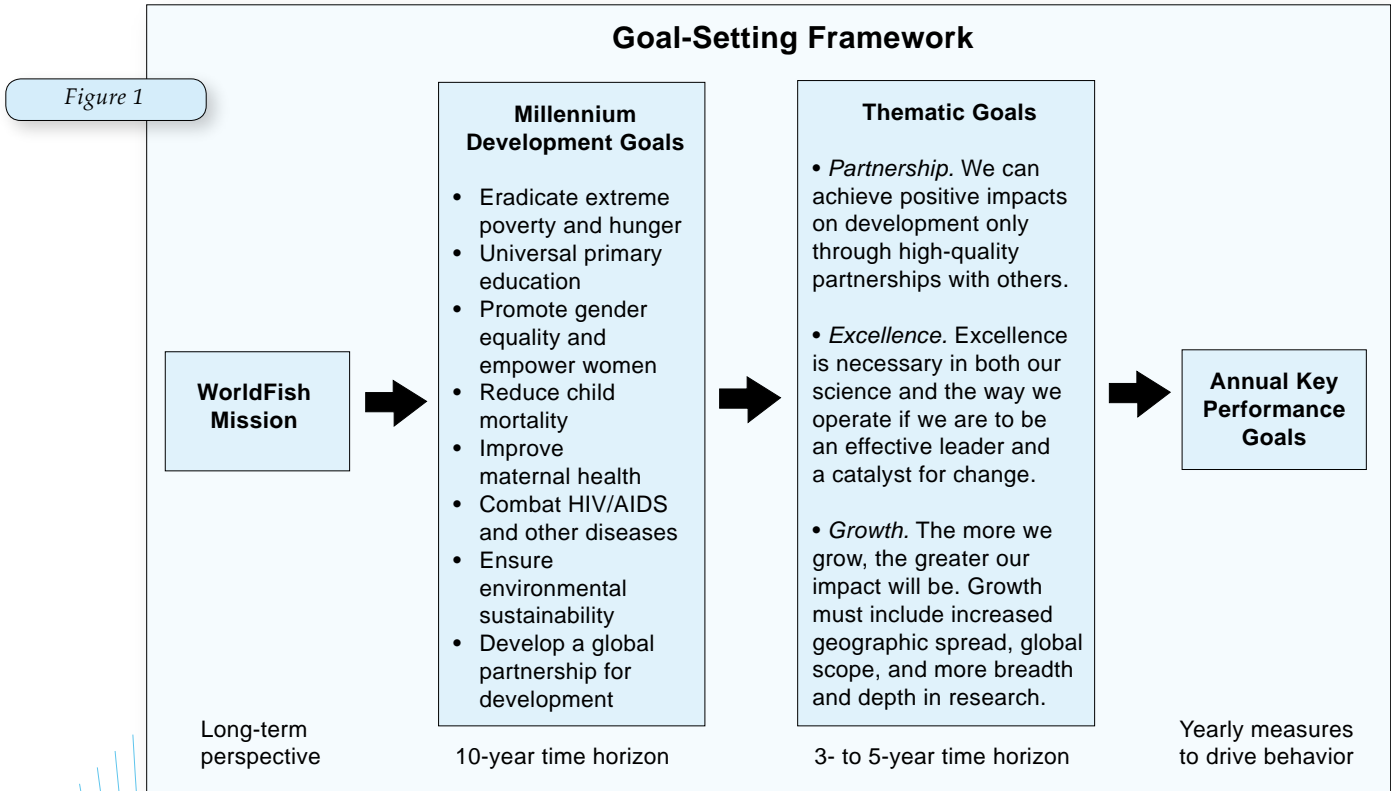 Goal-Setting Framework
Figure 1
WorldFish
Mission
Long-term
perspective
Millennium
Development Goals
• Eradicate extreme
poverty and hunger
• Universal primary
education
• Promote gender
equality and
empower women
• Reduce child
mortality
• Improve
maternal health
• Combat HIV/AIDS
and other diseases
• Ensure
environmental
sustainability
• Develop a global
partnership for
development
10-year time horizon
Thematic Goals
• Partnership. We can
achieve positive impacts
on development only
through high-quality
partnerships with others.
• Excellence. Excellence
is necessary in both our
science and the way we
operate if we are to be
an effective leader and
a catalyst for change.
• Growth. The more we
grow, the greater our
impact will be. Growth
must include increased
geographic spread, global
scope, and more breadth
and depth in research.
3- to 5-year time horizon
Annual Key
Performance
Goals
Yearly measures
to drive behavior